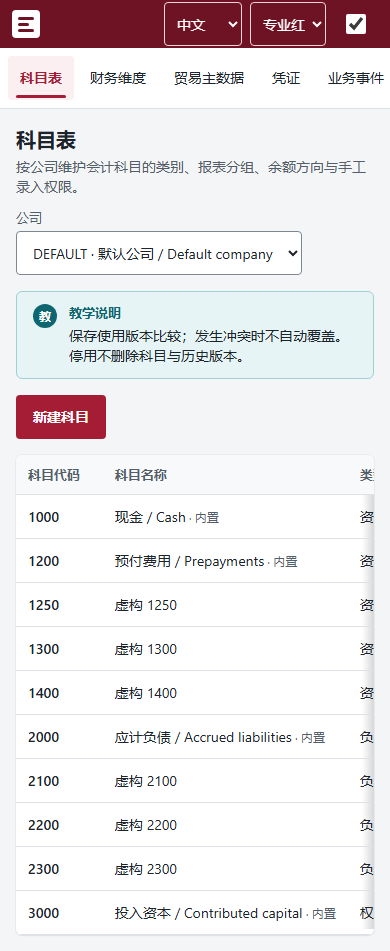 中文 专业红
科目表 财务维度 贸易主数据 凭证 业务事件
科目表
按公司维护会计科目的类别、报表分组、余额方向与手工
录入权限。
公司
DEFAULT · 默认公司 / Default company
教 教学说明
保存使用版本比较；发生冲突时不自动覆盖。
停用不删除科目与历史版本。
新建科目
科目代码 科目名称 类
1000 现金 / Cash · 内置 资
1200 预付费用 / Prepayments · 内置 资
1250 虚构 1250 资
1300 虚构 1300 资
1400 虚构 1400 资
2000 应计负债 / Accrued liabilities · 内置 负
2100 虚构 2100 负
2200 虚构 2200 负
2300 虚构 2300 负
3000 投入资本 / Contributed capital · 内置 权